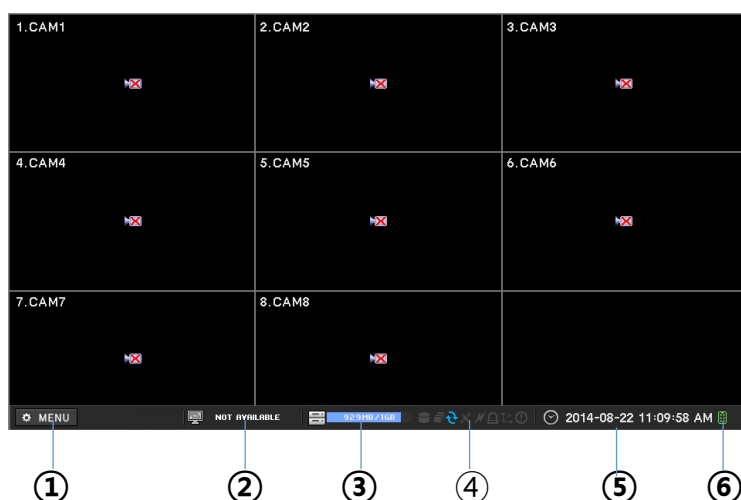 1.CAM1 2.CAM2 3.CAM3
4.CAM4 5.CAM5 6.CAM6
7.CAM7 8.CAM8
MENU NOT AVAILABLE 929MB/1GB 2014-08-22 11:09:58 AM
① ② ③ ④ ⑤ ⑥